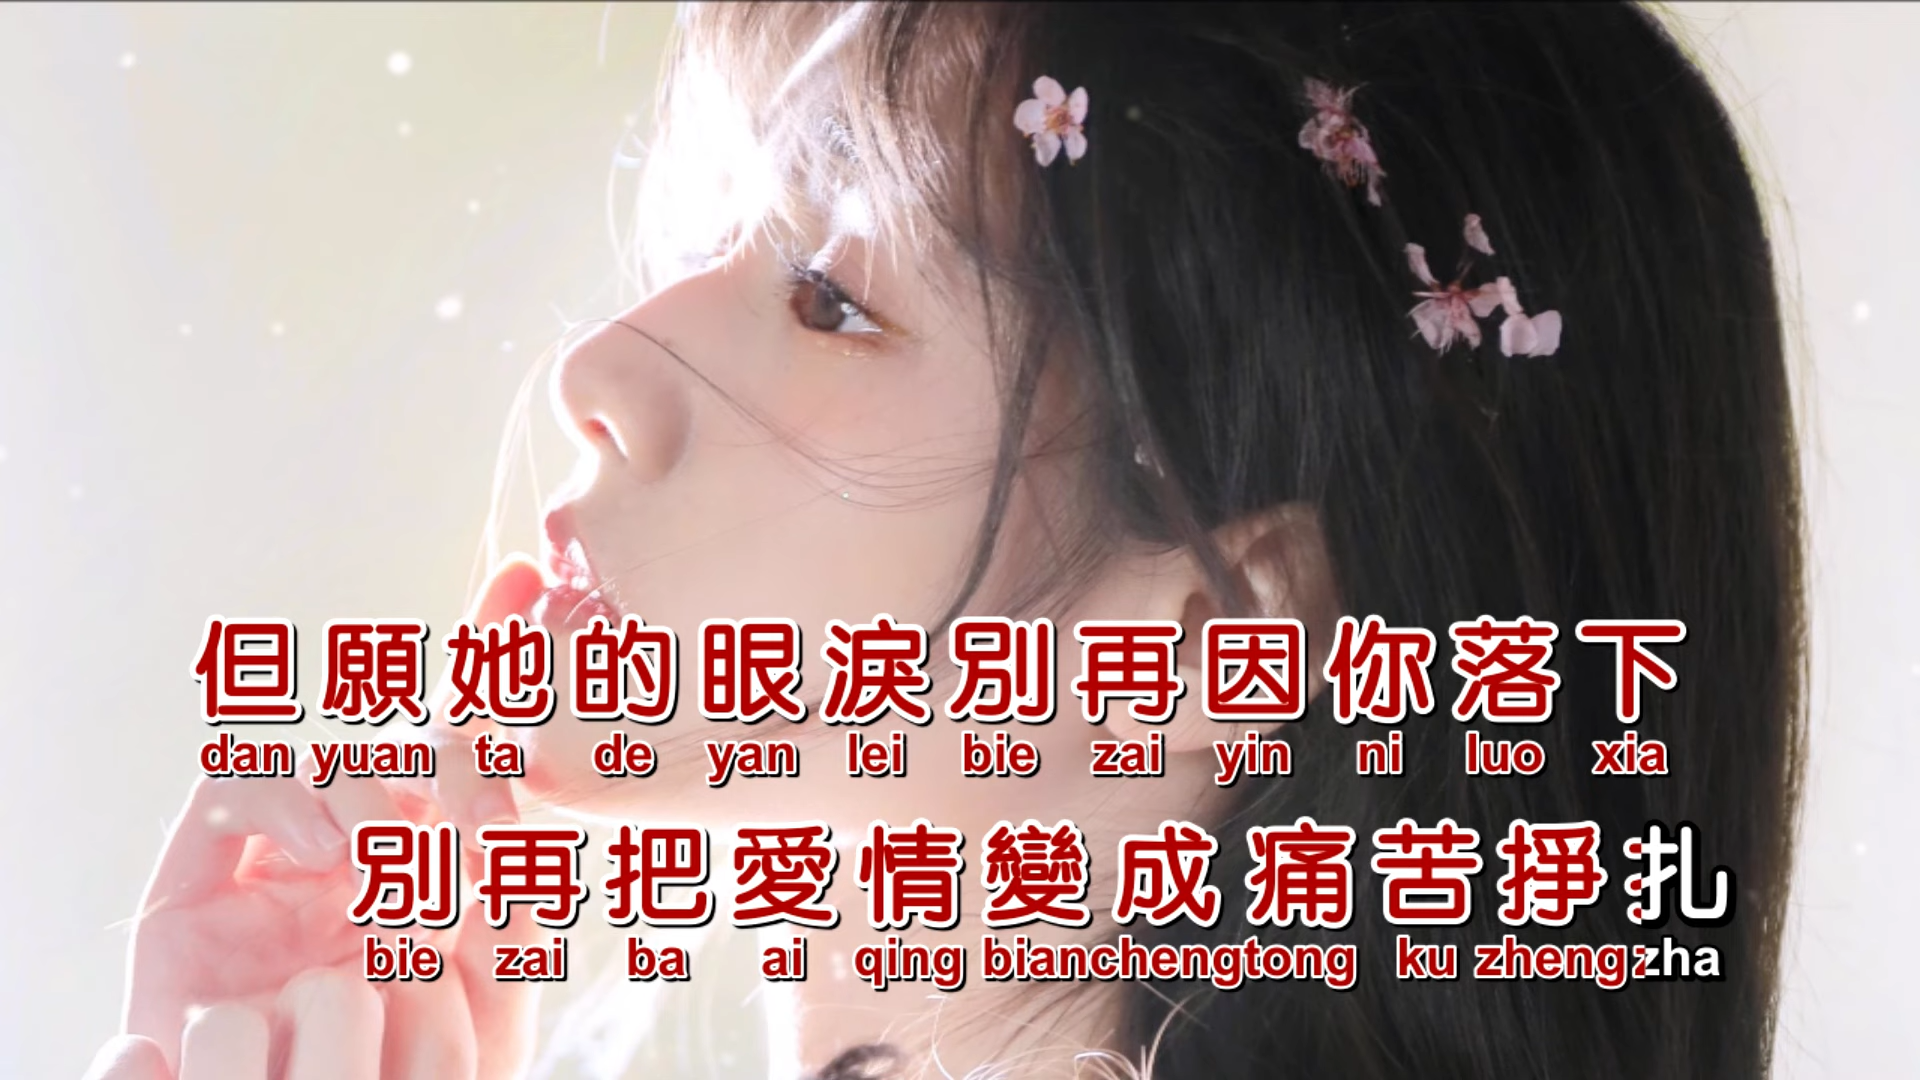 但願她的眼淚別再因你落下
dan yuan ta de yan lei bie zai yin ni luo xia
別再把愛情變成痛苦掙扎
bie zai ba ai qing bianchengtong ku zheng zha